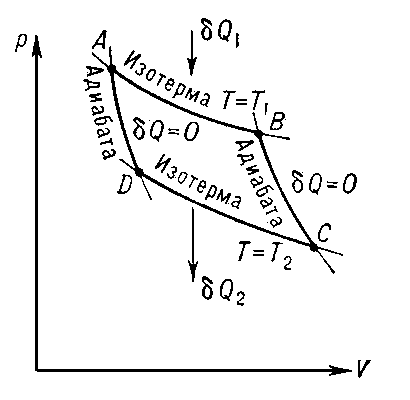 p
A
δQ₁
Изотерма T=T₁
B
Адиабата
δQ=0
Адиабата
δQ=0
Изотерма
D
T=T₂
C
δQ₂
V